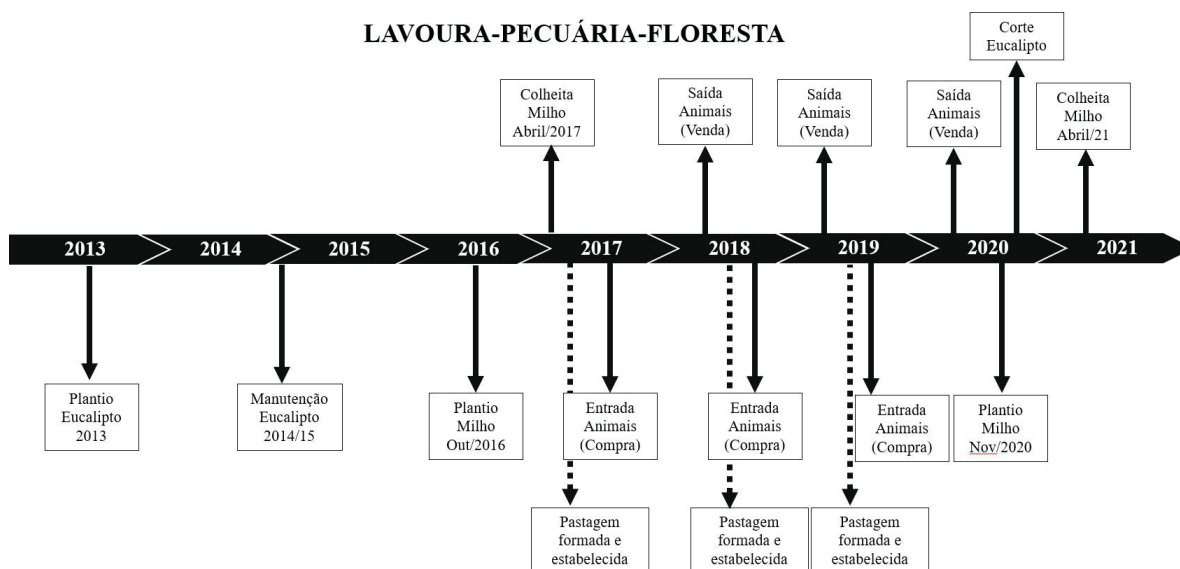 LAVOURA-PECUÁRIA-FLORESTA
Corte
Eucalipto
Colheita
Milho
Abril/2017
Saída
Animais
(Venda)
Saída
Animais
(Venda)
Saída
Animais
(Venda)
Colheita
Milho
Abril/21
2013 2014 2015 2016 2017 2018 2019 2020 2021
Plantio
Eucalipto
2013
Manutenção
Eucalipto
2014/15
Plantio
Milho
Out/2016
Entrada
Animais
(Compra)
Entrada
Animais
(Compra)
Entrada
Animais
(Compra)
Plantio
Milho
Nov/2020
Pastagem
formada e
estabelecida
Pastagem
formada e
estabelecida
Pastagem
formada e
estabelecida